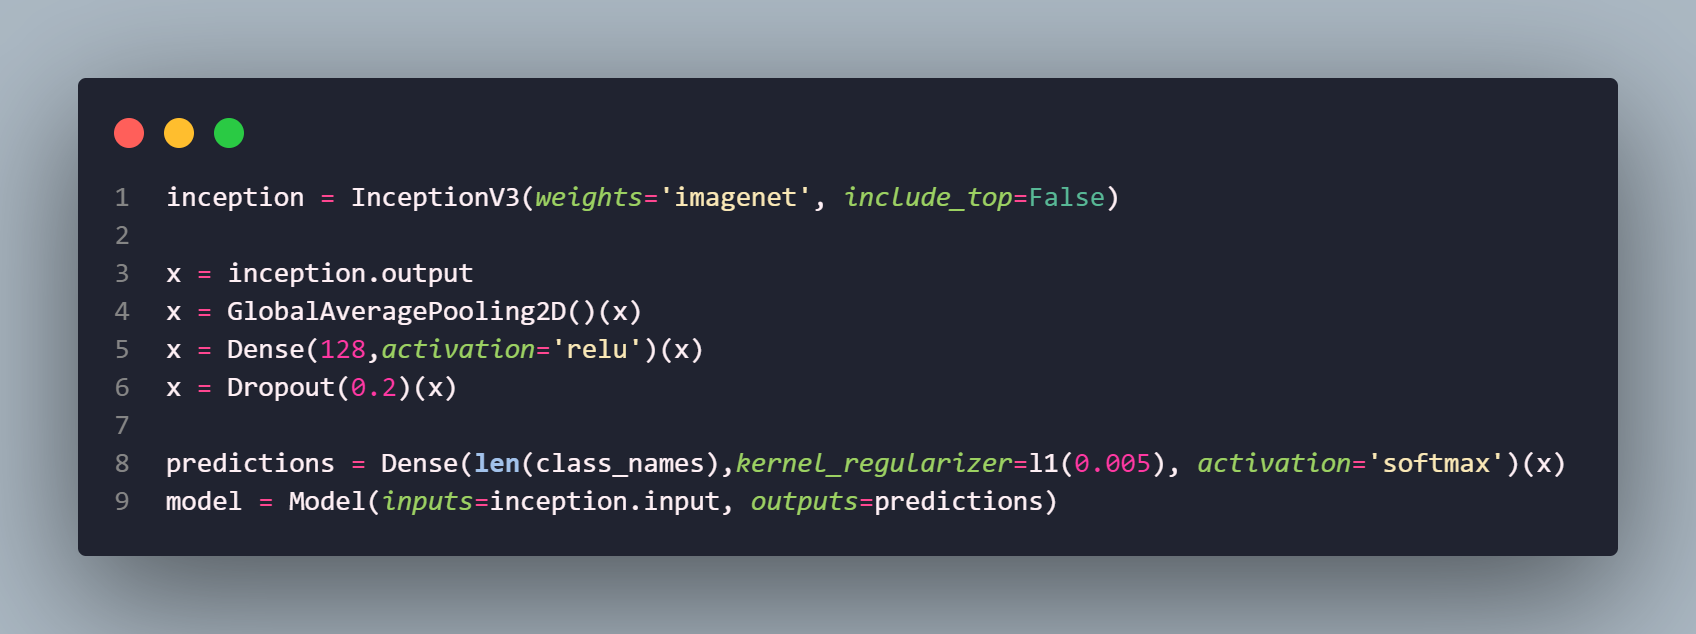 1 inception = InceptionV3(weights='imagenet', include_top=False)
2
3 x = inception.output
4 x = GlobalAveragePooling2D()(x)
5 x = Dense(128,activation='relu')(x)
6 x = Dropout(0.2)(x)
7
8 predictions = Dense(len(class_names),kernel_regularizer=l1(0.005), activation='softmax')(x)
9 model = Model(inputs=inception.input, outputs=predictions)